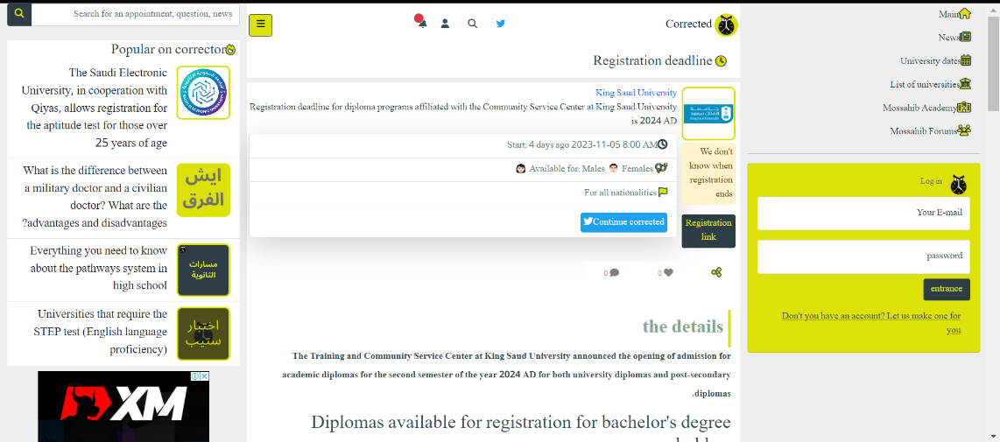 Search for an appointment, question, news
Popular on corrector
The Saudi Electronic
University, in cooperation with
Qiyas, allows registration for
the aptitude test for those over
25 years of age
What is the difference between
a military doctor and a civilian
doctor? What are the
?advantages and disadvantages
ايش
الفرق
Everything you need to know
about the pathways system in
high school
مسارات
الثانوية
Universities that require the
STEP test (English language
proficiency)
اختبار
ستيب
XM
Corrected
Registration deadline
King Saud University
Registration deadline for diploma programs affiliated with the Community Service Center at King Saud University
is 2024 AD
Start: 4 days ago 2023-11-05 8:00 AM
Available for: Males Females
For all nationalities
Continue corrected
We don't
know when
registration
ends
Registration
link
0
0
the details
The Training and Community Service Center at King Saud University announced the opening of admission for
academic diplomas for the second semester of the year 2024 AD for both university diplomas and post-secondary
.diplomas
Diplomas available for registration for bachelor's degree
Main
News
University dates
List of universities
Mossahib Academy
Mossahib Forums
Log in
Your E-mail
password
entrance
Don't you have an account? Let us make one for
you